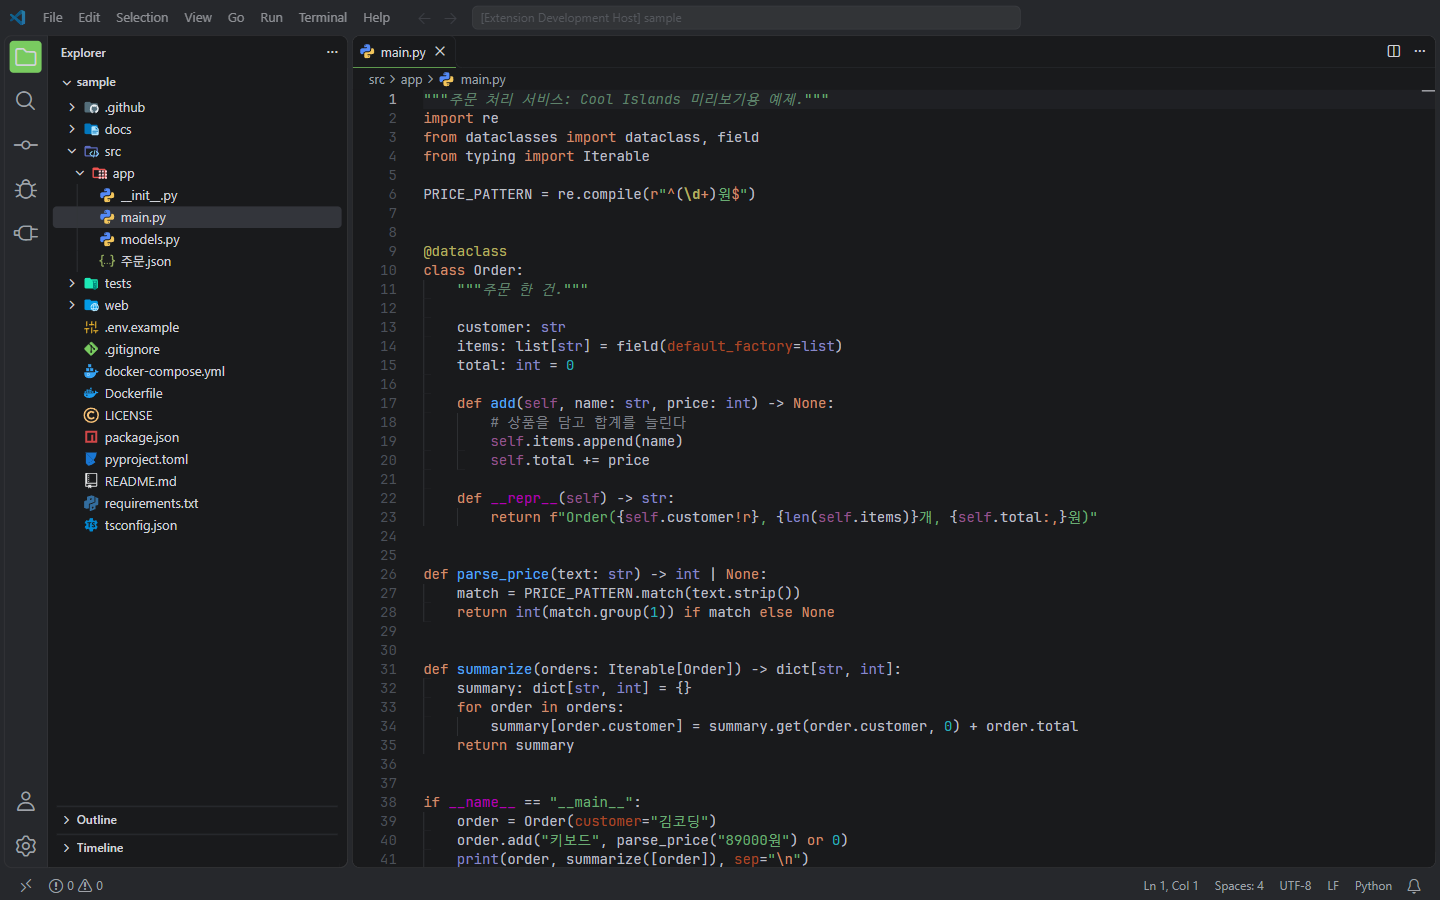 File Edit Selection View Go Run Terminal Help
[Extension Development Host] sample
Explorer
sample
.github
docs
src
app
__init__.py
main.py
models.py
주문.json
tests
web
.env.example
.gitignore
docker-compose.yml
Dockerfile
LICENSE
package.json
pyproject.toml
README.md
requirements.txt
tsconfig.json
Outline
Timeline
main.py
src > app > main.py
1 """주문 처리 서비스: Cool Islands 미리보기용 예제."""
2 import re
3 from dataclasses import dataclass, field
4 from typing import Iterable
5
6 PRICE_PATTERN = re.compile(r"^(\d+)원$")
7
8
9 @dataclass
10 class Order:
11     """주문 한 건."""
12
13     customer: str
14     items: list[str] = field(default_factory=list)
15     total: int = 0
16
17     def add(self, name: str, price: int) -> None:
18         # 상품을 담고 합계를 늘린다
19         self.items.append(name)
20         self.total += price
21
22     def __repr__(self) -> str:
23         return f"Order({self.customer!r}, {len(self.items)}개, {self.total:,}원)"
24
25
26 def parse_price(text: str) -> int | None:
27     match = PRICE_PATTERN.match(text.strip())
28     return int(match.group(1)) if match else None
29
30
31 def summarize(orders: Iterable[Order]) -> dict[str, int]:
32     summary: dict[str, int] = {}
33     for order in orders:
34         summary[order.customer] = summary.get(order.customer, 0) + order.total
35     return summary
36
37
38 if __name__ == "__main__":
39     order = Order(customer="김코딩")
40     order.add("키보드", parse_price("89000원") or 0)
41     print(order, summarize([order]), sep="\n")
0 0
Ln 1, Col 1 Spaces: 4 UTF-8 LF Python